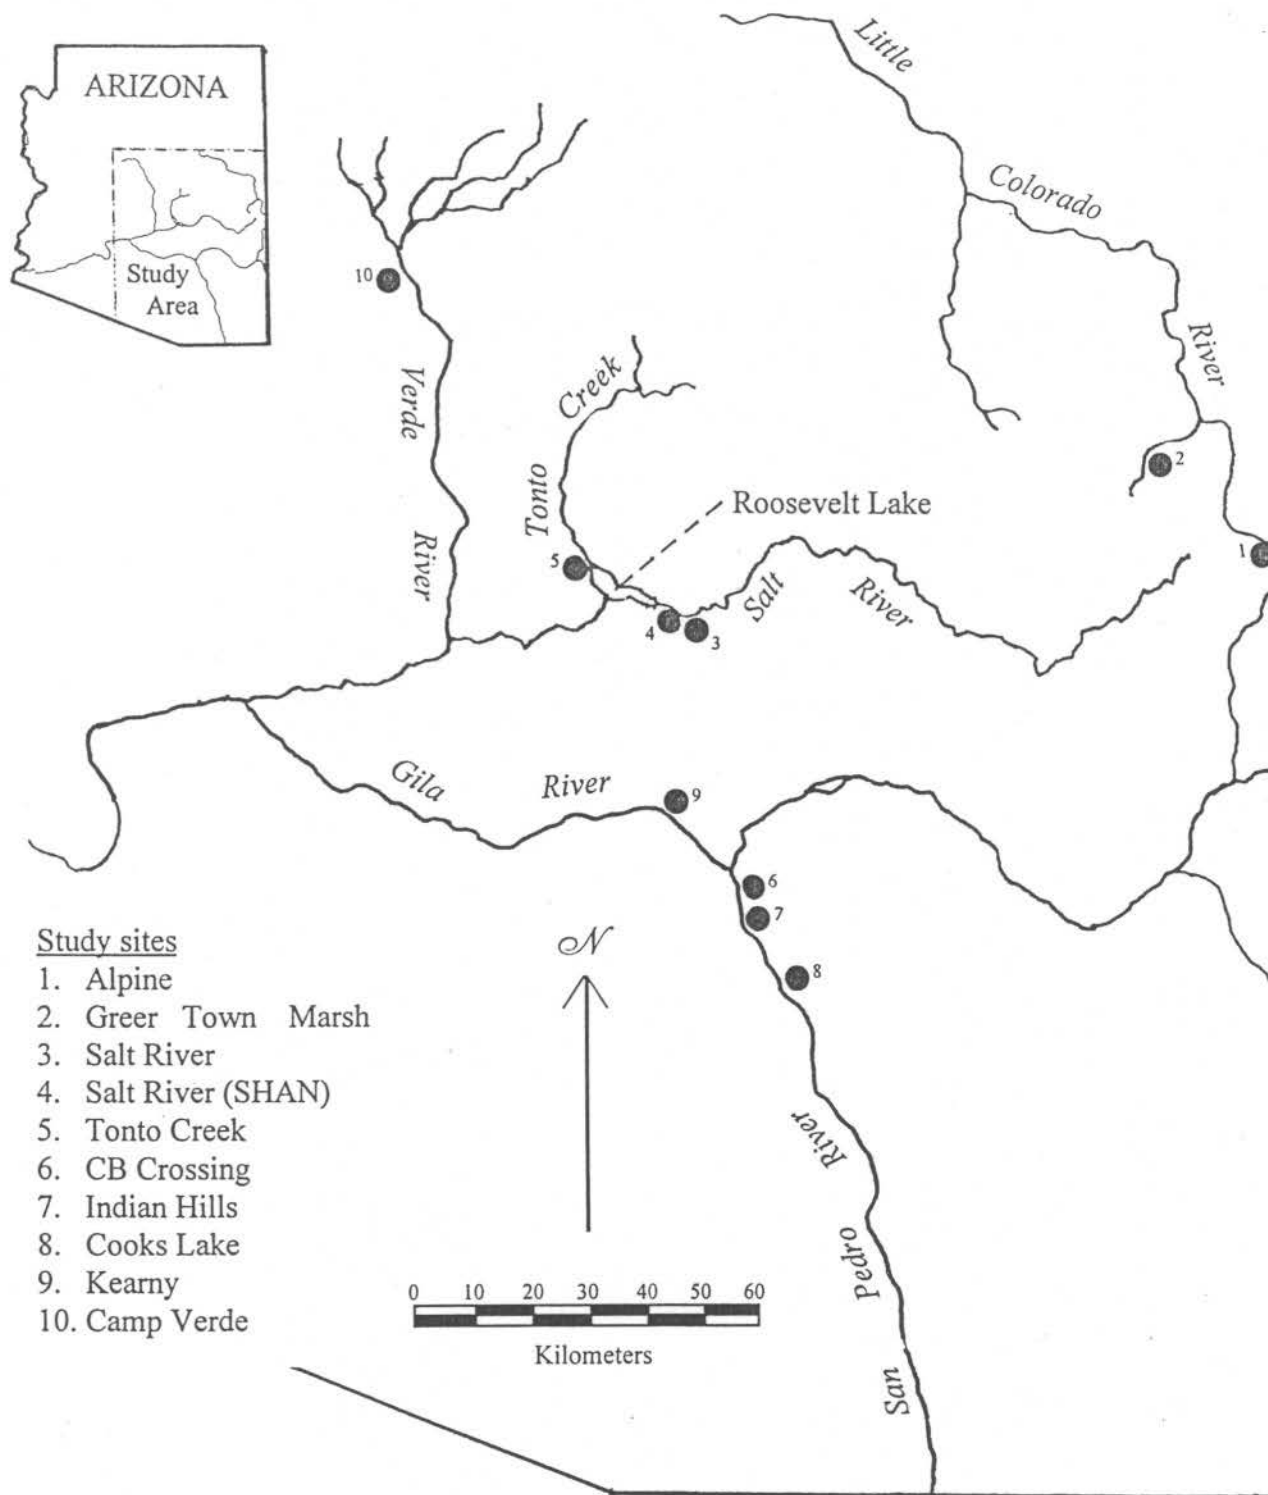 ARIZONA
Study
Area
Little
Colorado
River
10
Verde
River
Creek
Tonto
2
Roosevelt Lake
1
5
Salt
River
4
3
Gila
River
9
6
7
8
River
Pedro
San
Study sites
1. Alpine
2. Greer Town Marsh
3. Salt River
4. Salt River (SHAN)
5. Tonto Creek
6. CB Crossing
7. Indian Hills
8. Cooks Lake
9. Kearny
10. Camp Verde
N
0 10 20 30 40 50 60
Kilometers